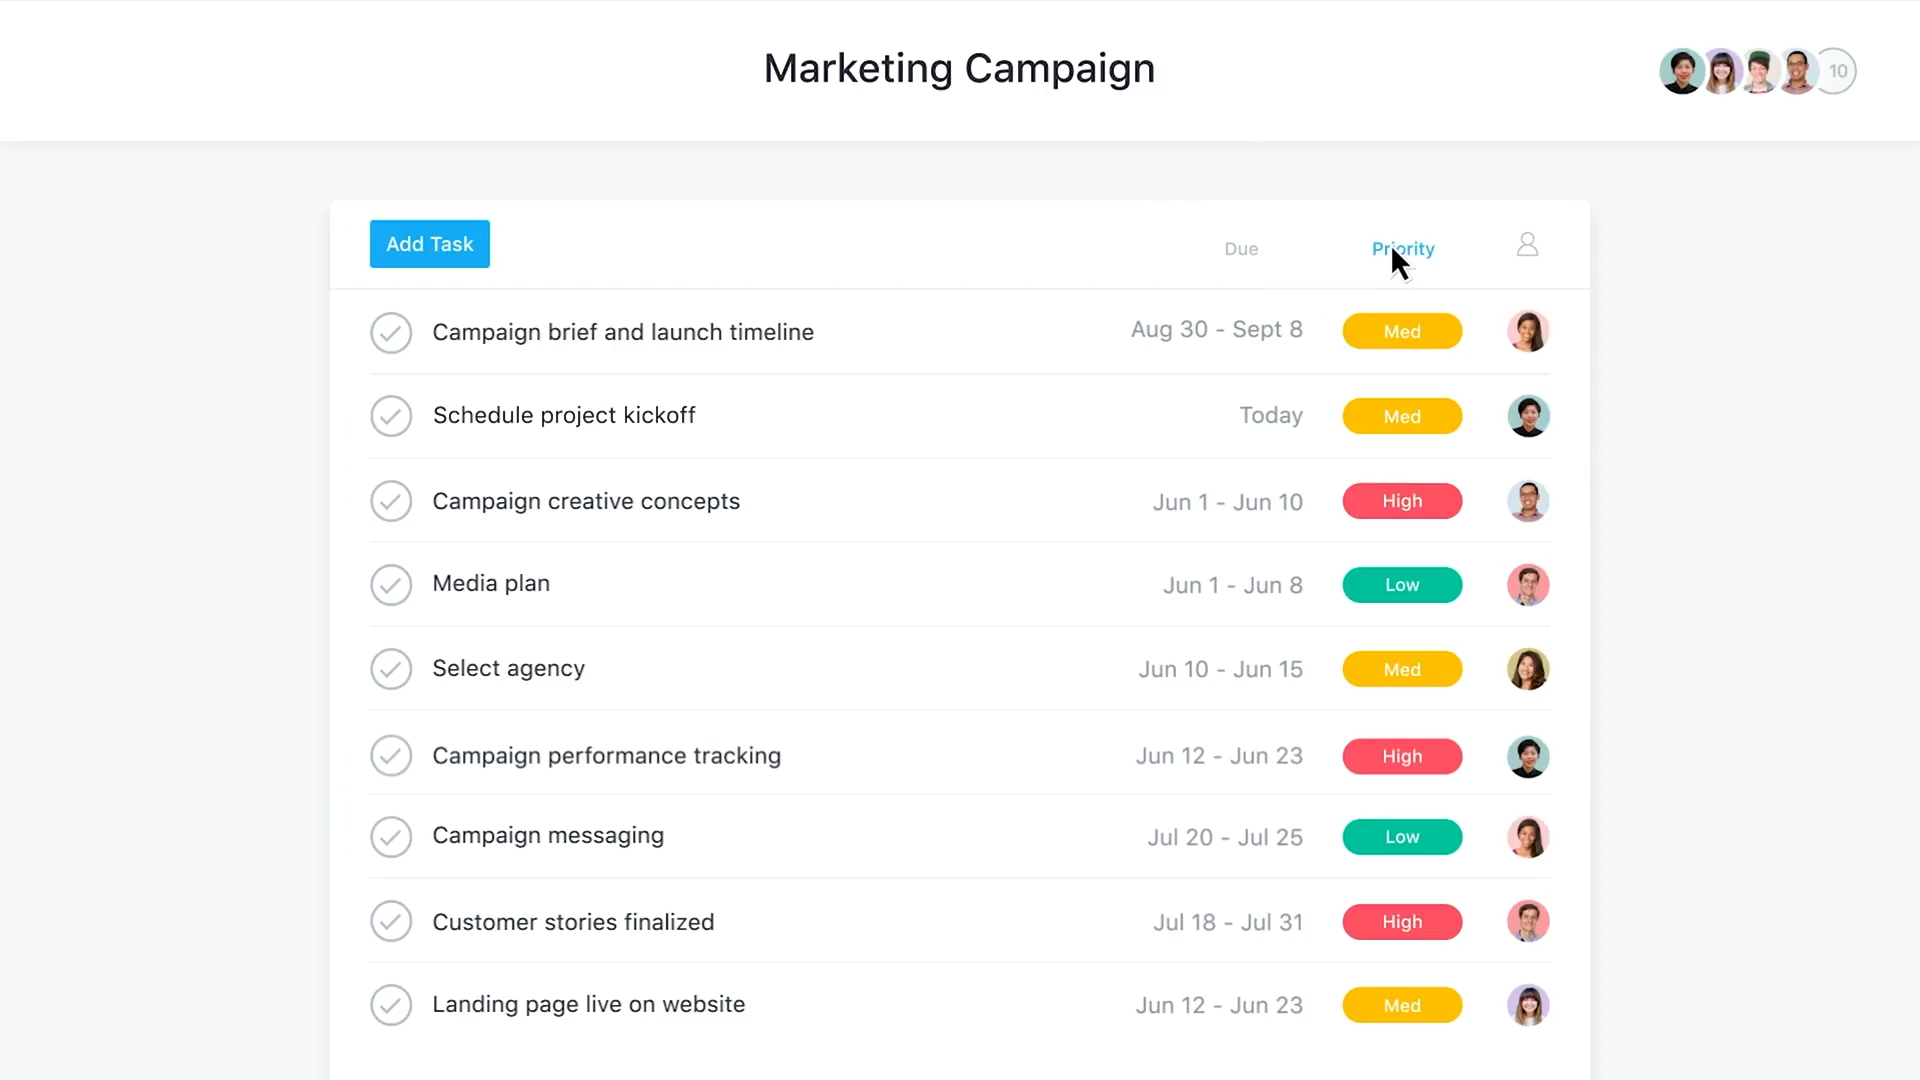 Marketing Campaign
10
Add Task
Due
Priority
Campaign brief and launch timeline
Aug 30 - Sept 8
Med
Schedule project kickoff
Today
Med
Campaign creative concepts
Jun 1 - Jun 10
High
Media plan
Jun 1 - Jun 8
Low
Select agency
Jun 10 - Jun 15
Med
Campaign performance tracking
Jun 12 - Jun 23
High
Campaign messaging
Jul 20 - Jul 25
Low
Customer stories finalized
Jul 18 - Jul 31
High
Landing page live on website
Jun 12 - Jun 23
Med